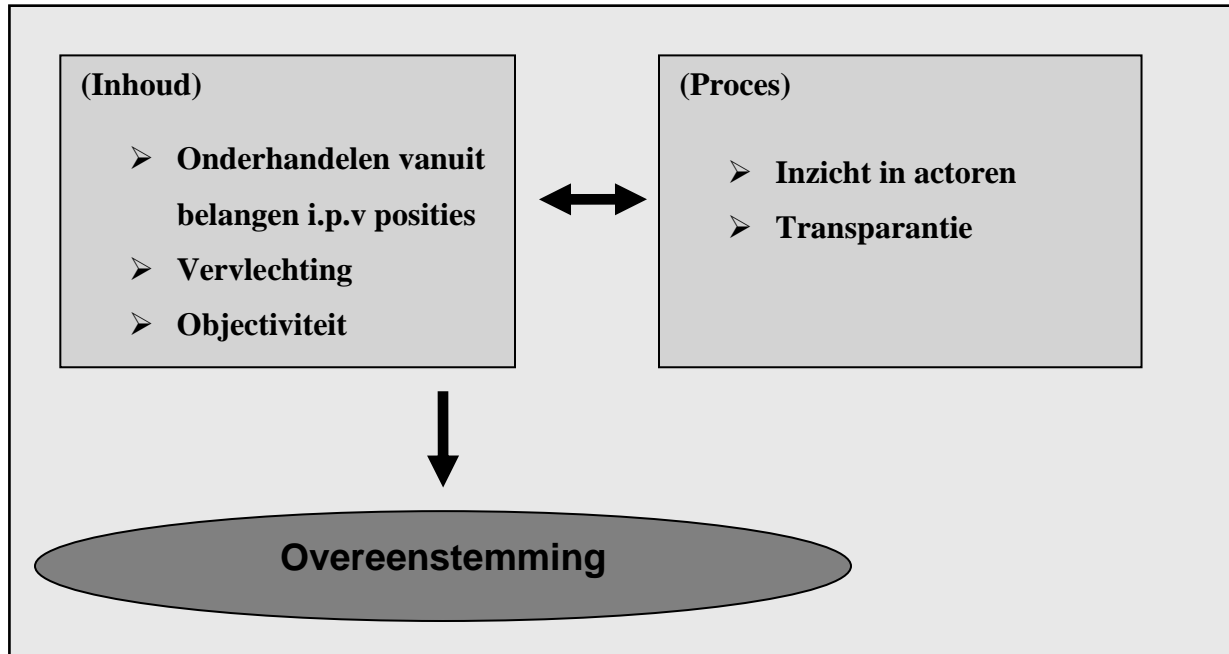 (Inhoud)
➢ Onderhandelen vanuit
belangen i.p.v posities
➢ Vervlechting
➢ Objectiviteit
(Proces)
➢ Inzicht in actoren
➢ Transparantie
Overeenstemming